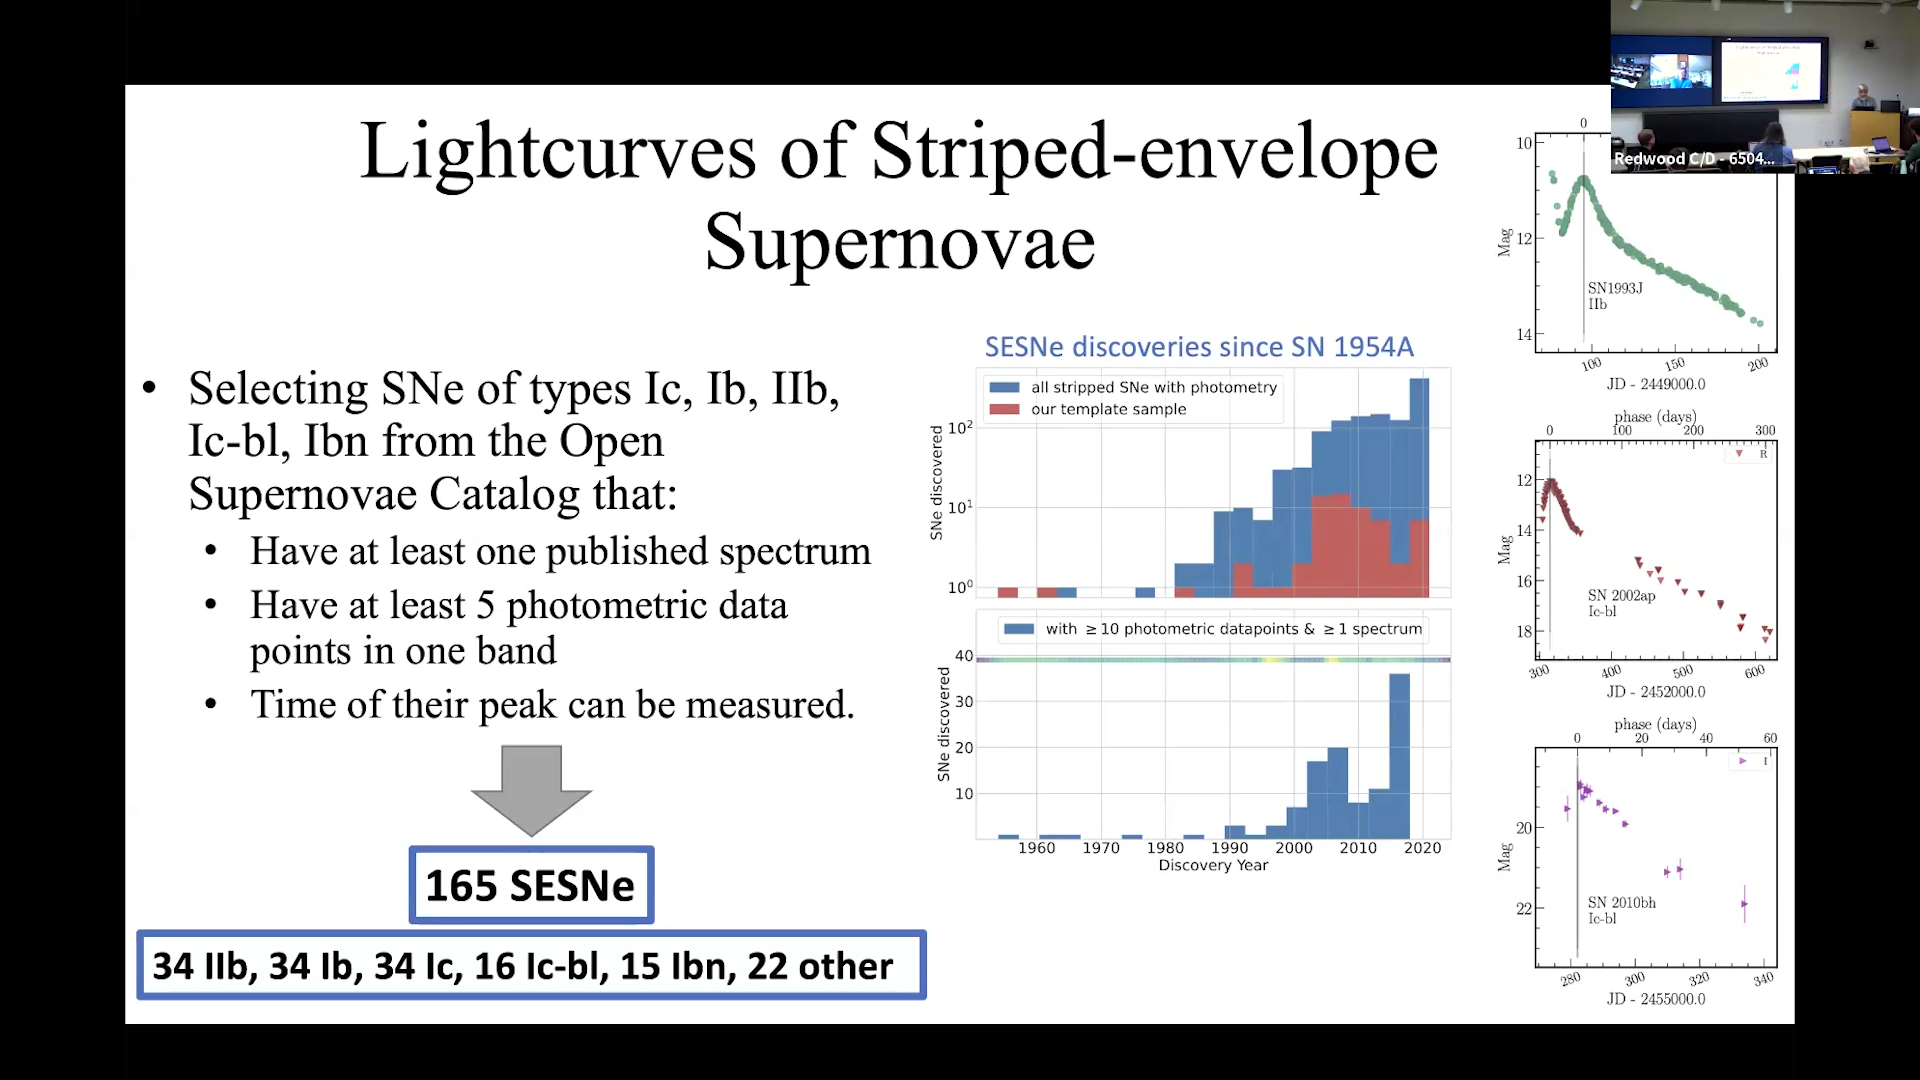 Lightcurves of Striped-envelope
Supernovae
• Selecting SNe of types Ic, Ib, IIb,
Ic-bl, Ibn from the Open
Supernovae Catalog that:
• Have at least one published spectrum
• Have at least 5 photometric data
points in one band
• Time of their peak can be measured.
165 SESNe
34 IIb, 34 Ib, 34 Ic, 16 Ic-bl, 15 Ibn, 22 other
SESNe discoveries since SN 1954A
all stripped SNe with photometry
our template sample
SNe discovered
10²
10¹
10⁰
with ≥10 photometric datapoints & ≥1 spectrum
SNe discovered
40
30
20
10
1960 1970 1980 1990 2000 2010 2020
Discovery Year
Redwood C/D - 6504...
0
10
12
14
Mag
SN1993J
IIb
100 150 200
JD - 2449000.0
phase (days)
0 100 200 300
R
12
14
16
18
Mag
SN 2002ap
Ic-bl
300 400 500 600
JD - 2452000.0
phase (days)
0 20 40 60
I
20
22
Mag
SN 2010bh
Ic-bl
280 300 320 340
JD - 2455000.0